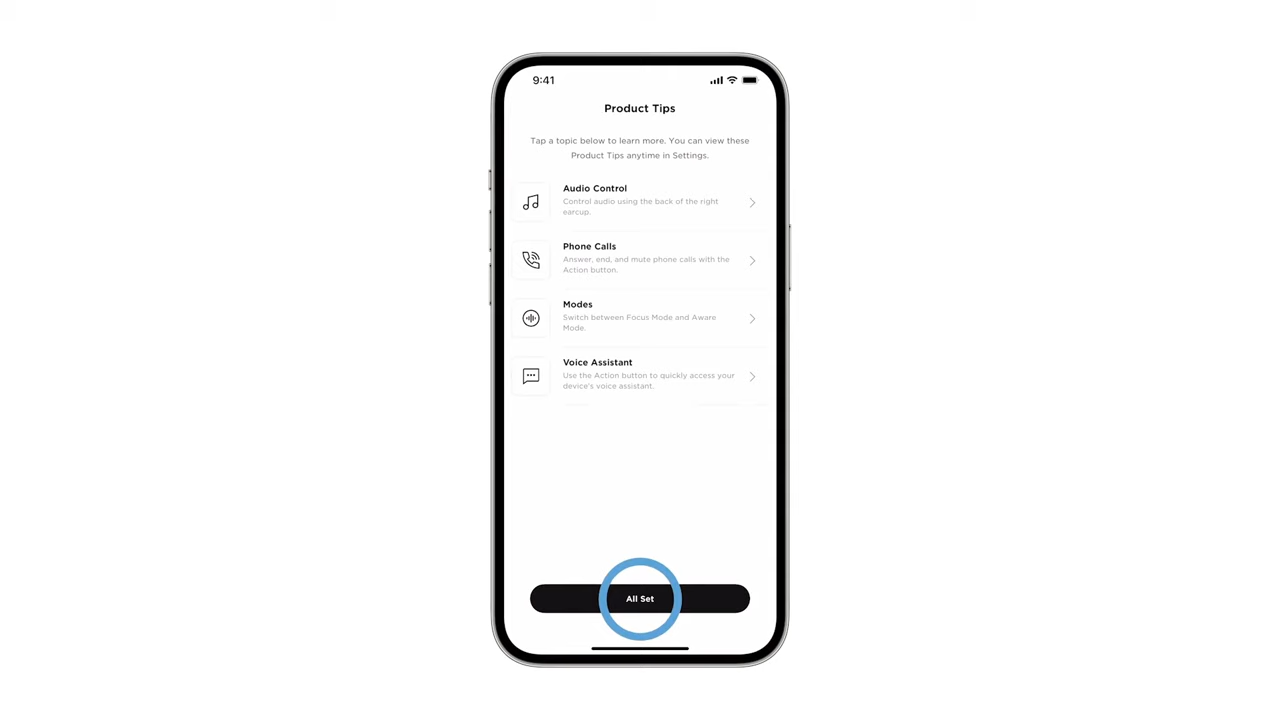 9:41
Product Tips
Tap a topic below to learn more. You can view these
Product Tips anytime in Settings.
Audio Control
Control audio using the back of the right
earcup.
Phone Calls
Answer, end, and mute phone calls with the
Action button.
Modes
Switch between Focus Mode and Aware
Mode.
Voice Assistant
Use the Action button to quickly access your
device's voice assistant.
All Set